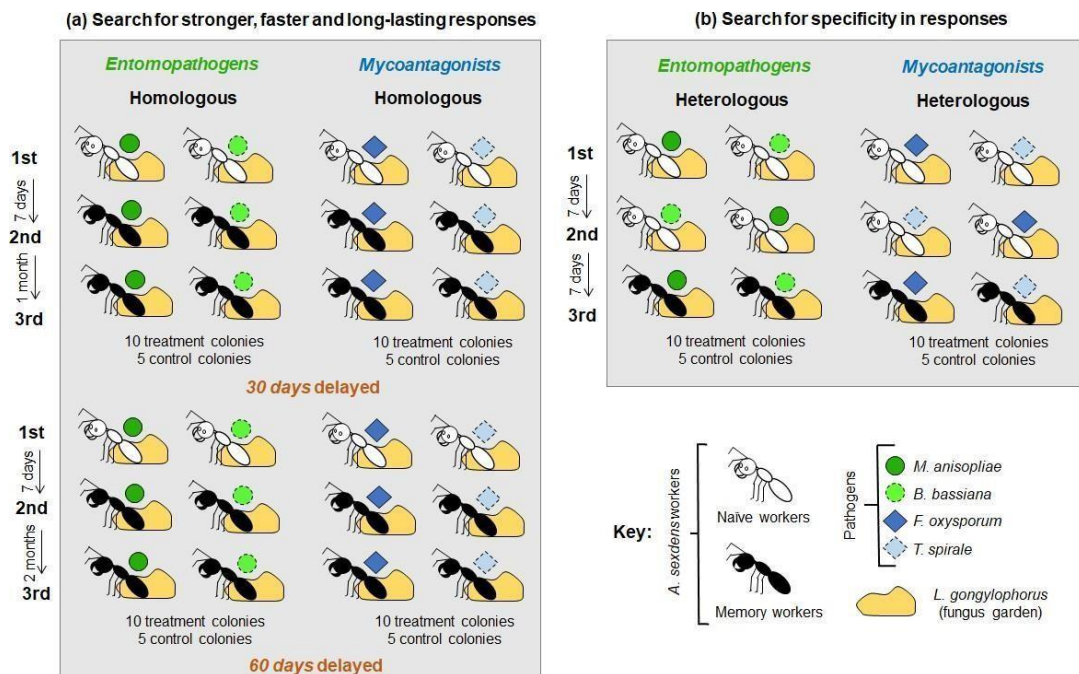 (a) Search for stronger, faster and long-lasting responses
Entomopathogens
Mycoantagonists
Homologous
Homologous
1st
7 days
2nd
1 month
3rd
10 treatment colonies
5 control colonies
10 treatment colonies
5 control colonies
30 days delayed
1st
7 days
2nd
2 months
3rd
10 treatment colonies
5 control colonies
10 treatment colonies
5 control colonies
60 days delayed
(b) Search for specificity in responses
Entomopathogens
Mycoantagonists
Heterologous
Heterologous
1st
7 days
2nd
7 days
3rd
10 treatment colonies
5 control colonies
10 treatment colonies
5 control colonies
Key:
A. sexdens workers
Naïve workers
Memory workers
Pathogens
M. anisopliae
B. bassiana
F. oxysporum
T. spirale
L. gongylophorus
(fungus garden)